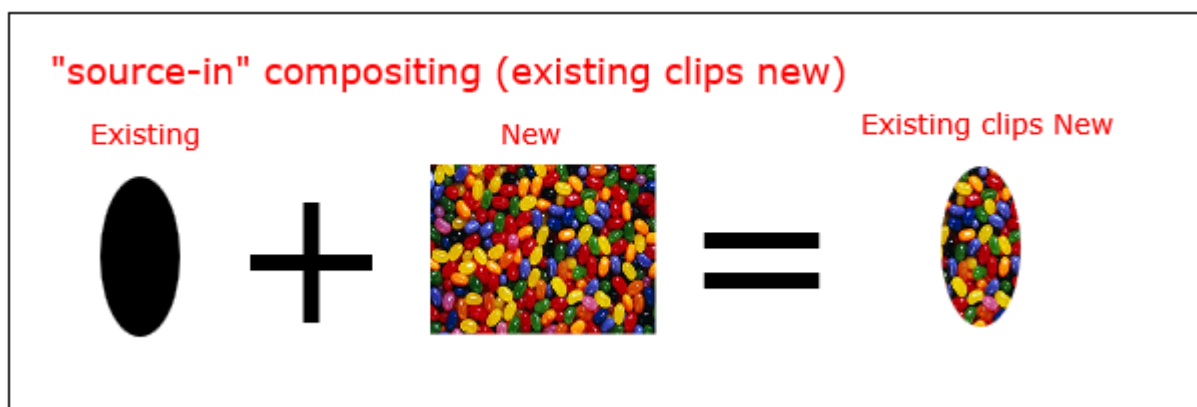 "source-in" compositing (existing clips new)
Existing
New
Existing clips New